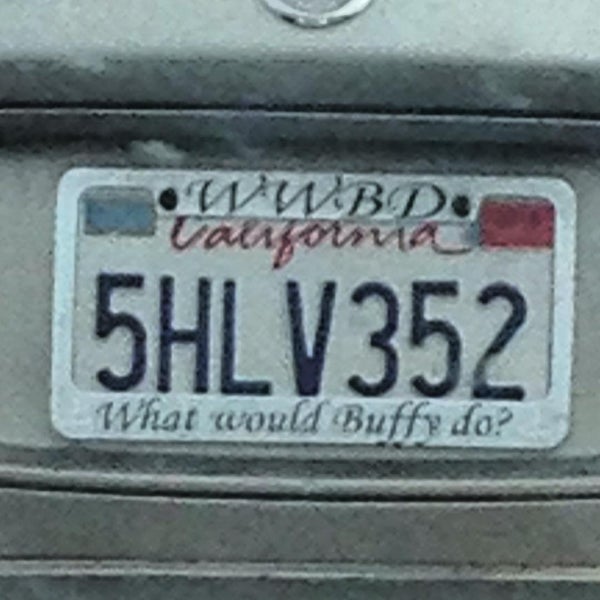 WWBD
California
5HLV352
What would Buffy do?